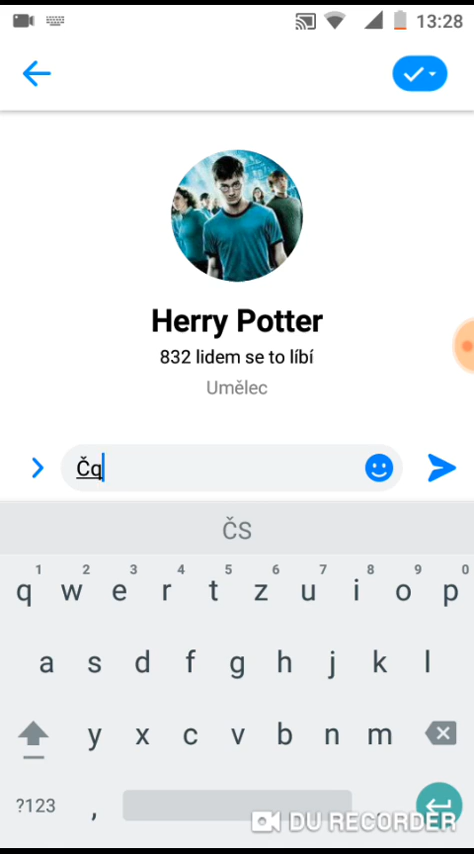 13:28
Herry Potter
832 lidem se to líbí
Umělec
Čq
ČS
1 2 3 4 5 6 7 8 9 0
q w e r t z u i o p
a s d f g h j k l
y x c v b n m
?123 ,
DU RECORDER